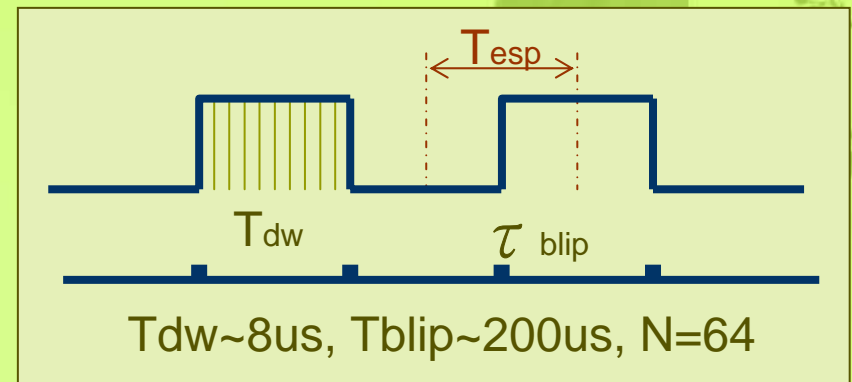 Tesp
Tdw
τ blip
Tdw~8us, Tblip~200us, N=64